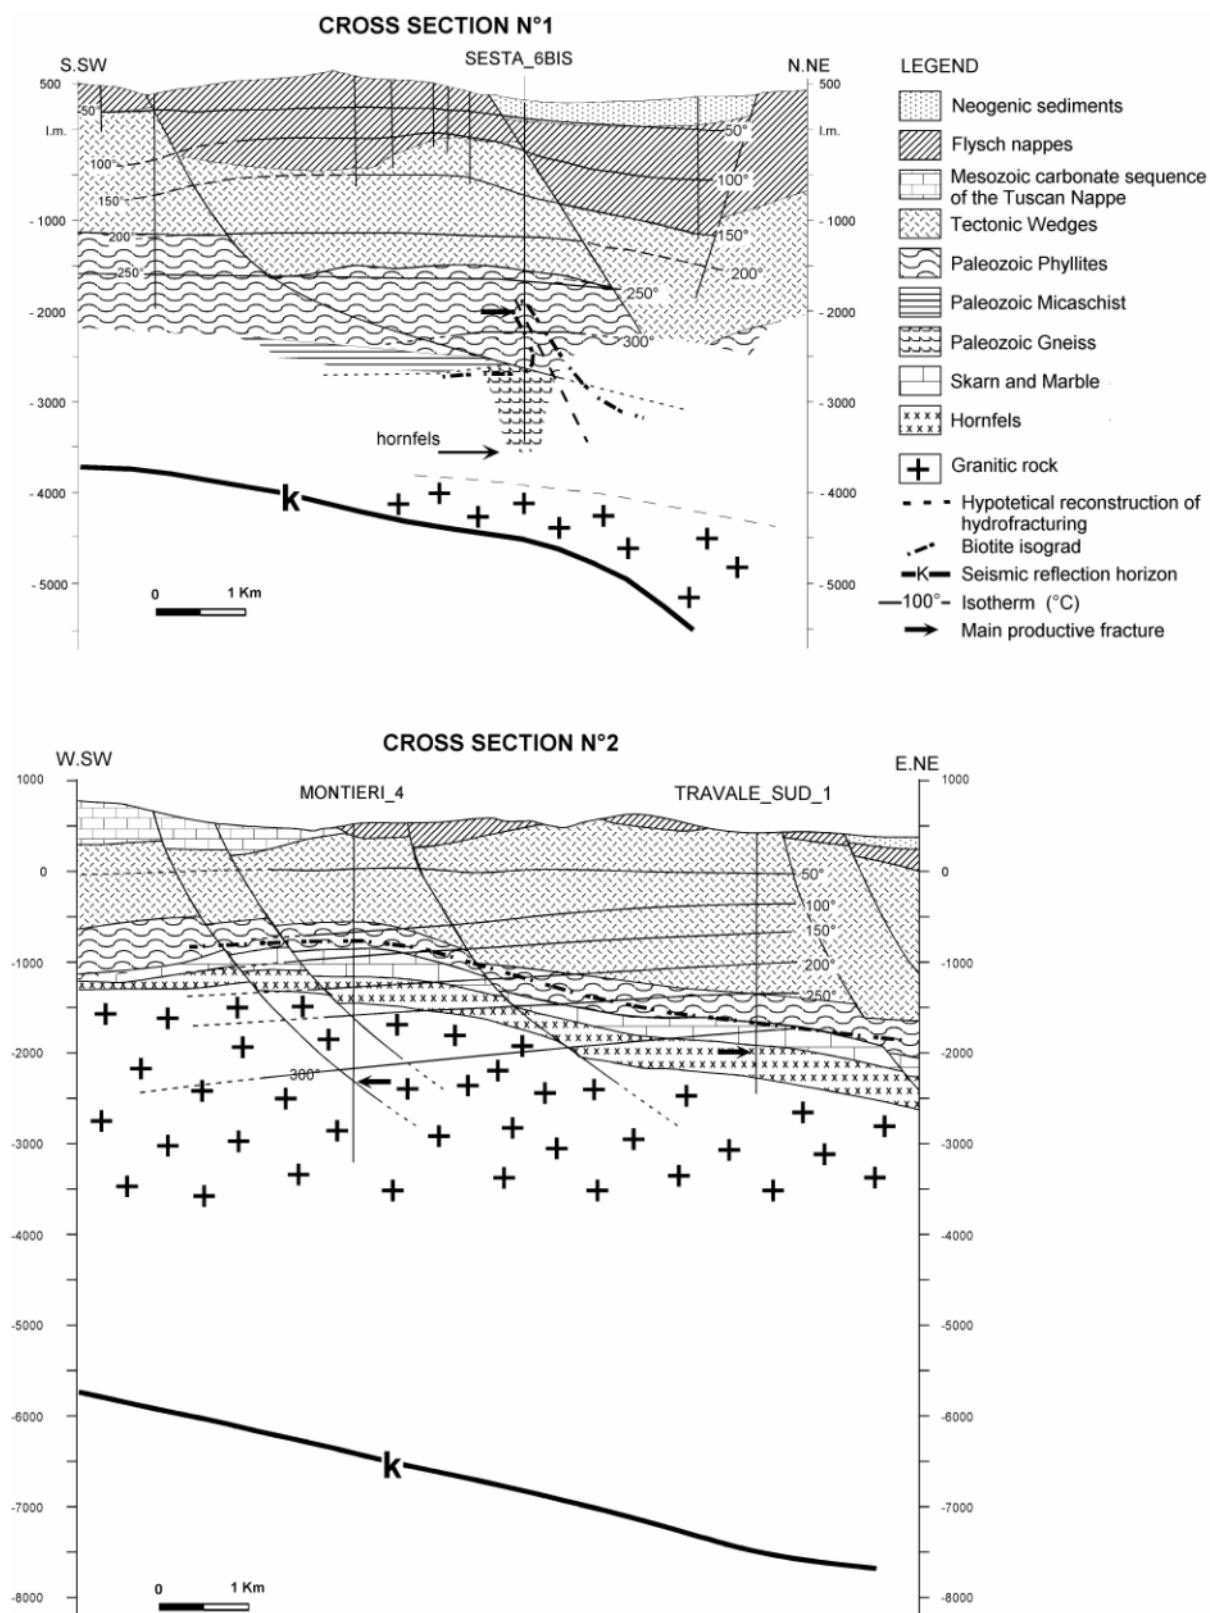 CROSS SECTION N°1
S.SW
SESTA_6BIS
N.NE
LEGEND
500
500
50°
50°
l.m.
l.m.
100°
100°
150°
150°
- 1000
- 1000
200°
200°
250°
250°
- 2000
- 2000
300°
- 3000
- 3000
hornfels
- 4000
- 4000
k
- 5000
- 5000
0
1 Km
Neogenic sediments
Flysch nappes
Mesozoic carbonate sequence
of the Tuscan Nappe
Tectonic Wedges
Paleozoic Phyllites
Paleozoic Micaschist
Paleozoic Gneiss
Skarn and Marble
Hornfels
Granitic rock
Hypotetical reconstruction of
hydrofracturing
Biotite isograd
K Seismic reflection horizon
100° Isotherm (°C)
Main productive fracture
CROSS SECTION N°2
W.SW
E.NE
MONTIERI_4
TRAVALE_SUD_1
1000
1000
0
0
50°
100°
150°
200°
-1000
-1000
250°
-2000
-2000
300°
-3000
-3000
-4000
-4000
-5000
-5000
-6000
-6000
k
-7000
-7000
-8000
-8000
0
1 Km